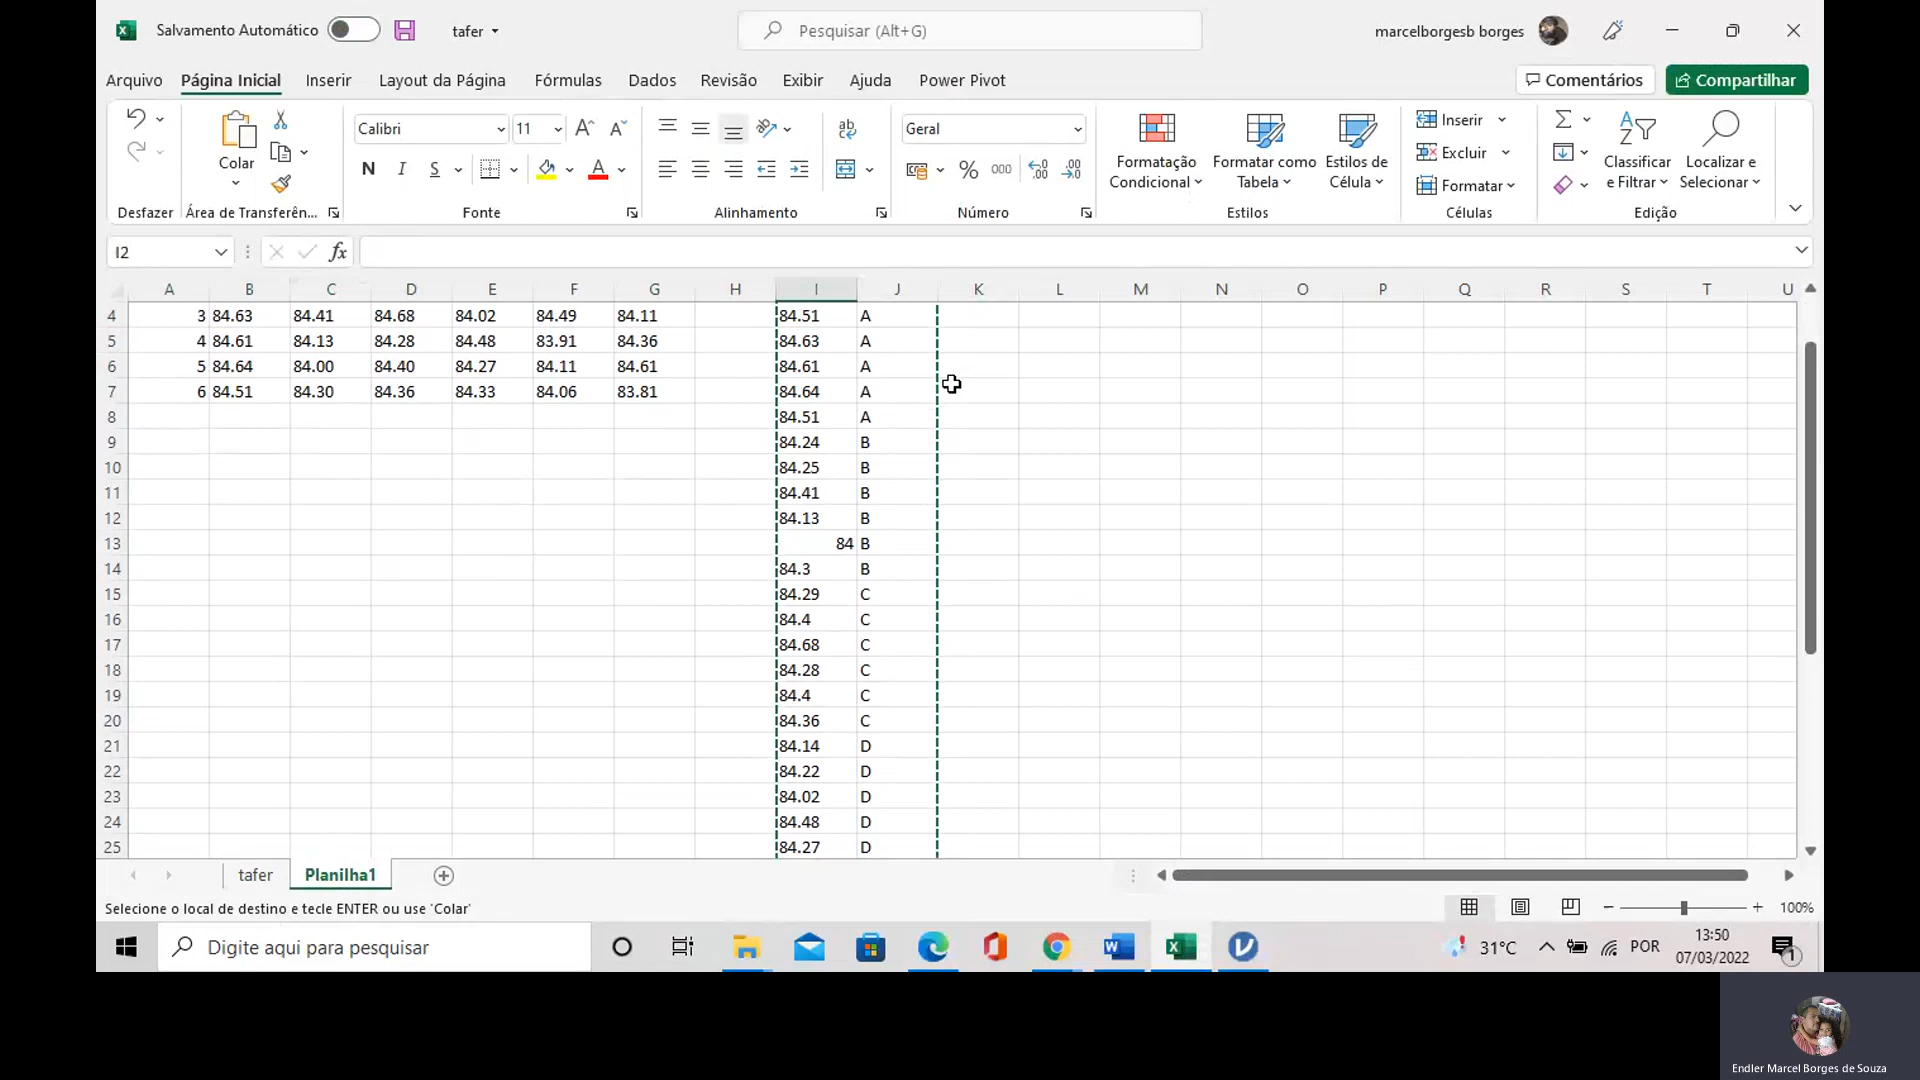 Salvamento Automático
tafer
Pesquisar (Alt+G)
marcelborgesb borges
Arquivo Página Inicial Inserir Layout da Página Fórmulas Dados Revisão Exibir Ajuda Power Pivot
Comentários Compartilhar
Colar
Calibri 11
N I S
ab
Geral
% 000
Formatação Condicional
Formatar como Tabela
Estilos de Célula
Inserir
Excluir
Formatar
Classificar e Filtrar
Localizar e Selecionar
Desfazer Área de Transferên... Fonte Alinhamento Número Estilos Células Edição
I2 fx
A B C D E F G H I J K L M N O P Q R S T U
4 3 84.63 84.41 84.68 84.02 84.49 84.11 84.51 A
5 4 84.61 84.13 84.28 84.48 83.91 84.36 84.63 A
6 5 84.64 84.00 84.40 84.27 84.11 84.61 84.61 A
7 6 84.51 84.30 84.36 84.33 84.06 83.81 84.64 A
8 84.51 A
9 84.24 B
10 84.25 B
11 84.41 B
12 84.13 B
13 84 B
14 84.3 B
15 84.29 C
16 84.4 C
17 84.68 C
18 84.28 C
19 84.4 C
20 84.36 C
21 84.14 D
22 84.22 D
23 84.02 D
24 84.48 D
25 84.27 D
tafer Planilha1
Selecione o local de destino e tecle ENTER ou use 'Colar'
100%
Digite aqui para pesquisar
31°C
POR
13:50
07/03/2022
1
Endler Marcel Borges de Souza